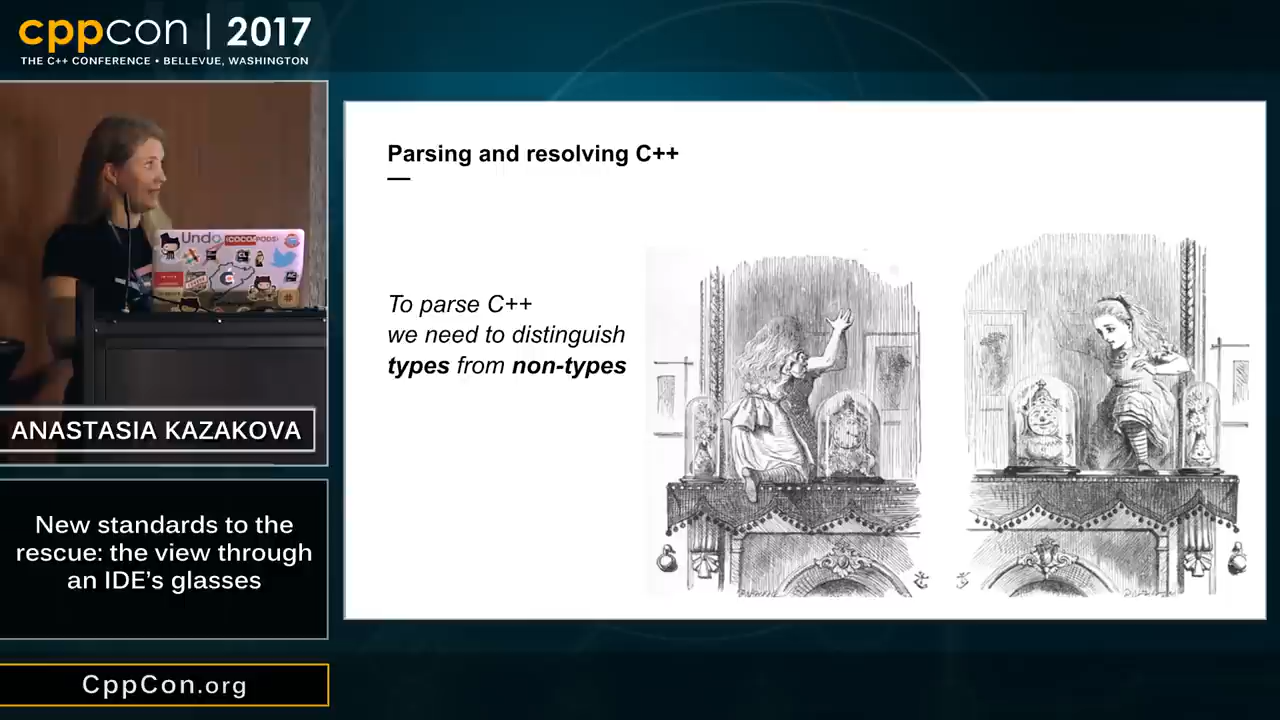 cppcon | 2017
THE C++ CONFERENCE • BELLEVUE, WASHINGTON
Undo
COCOAPODS
ANASTASIA KAZAKOVA
New standards to the
rescue: the view through
an IDE's glasses
CppCon.org
Parsing and resolving C++
To parse C++
we need to distinguish
types from non-types